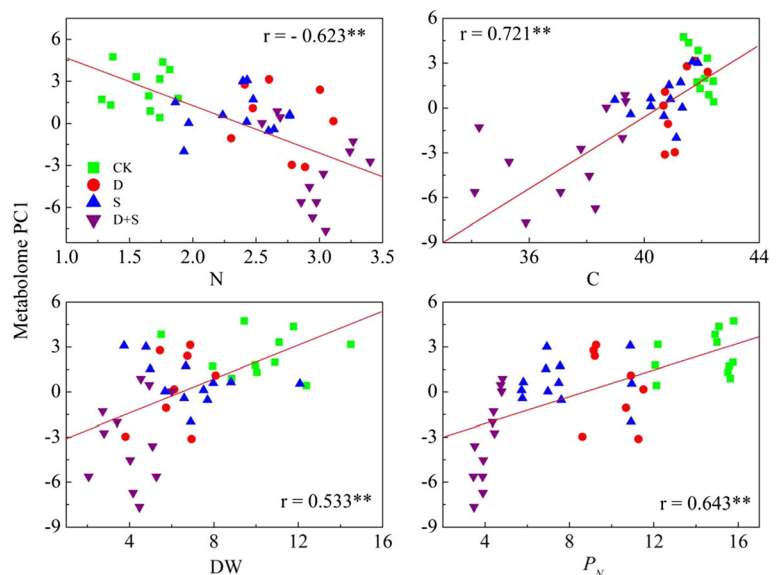 6
3
0
-3
-6
-9
r = - 0.623**
CK
D
S
D+S
1.0 1.5 2.0 2.5 3.0 3.5
N
6
3
0
-3
-6
-9
r = 0.721**
36 40 44
C
Metabolome PC1
6
3
0
-3
-6
-9
r = 0.533**
4 8 12 16
DW
6
3
0
-3
-6
-9
r = 0.643**
4 8 12 16
P_N